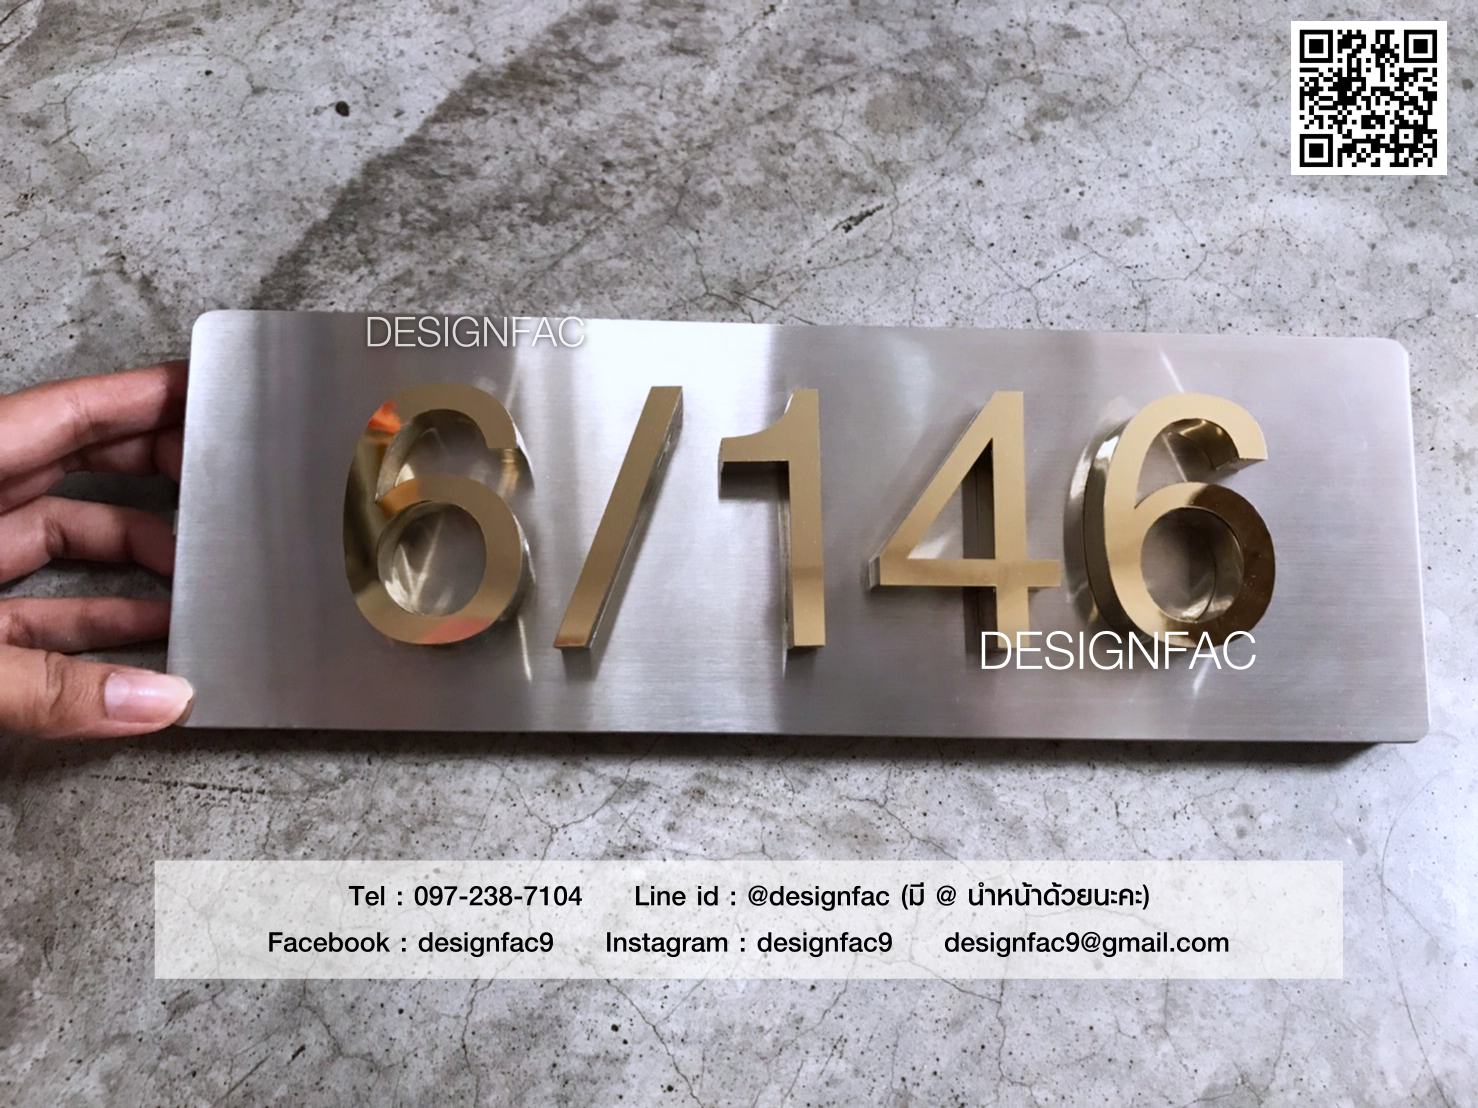 DESIGNFAC
6/146
DESIGNFAC
Tel : 097-238-7104 Line id : @designfac (มี @ นำหน้าด้วยนะคะ)
Facebook : designfac9 Instagram : designfac9 designfac9@gmail.com